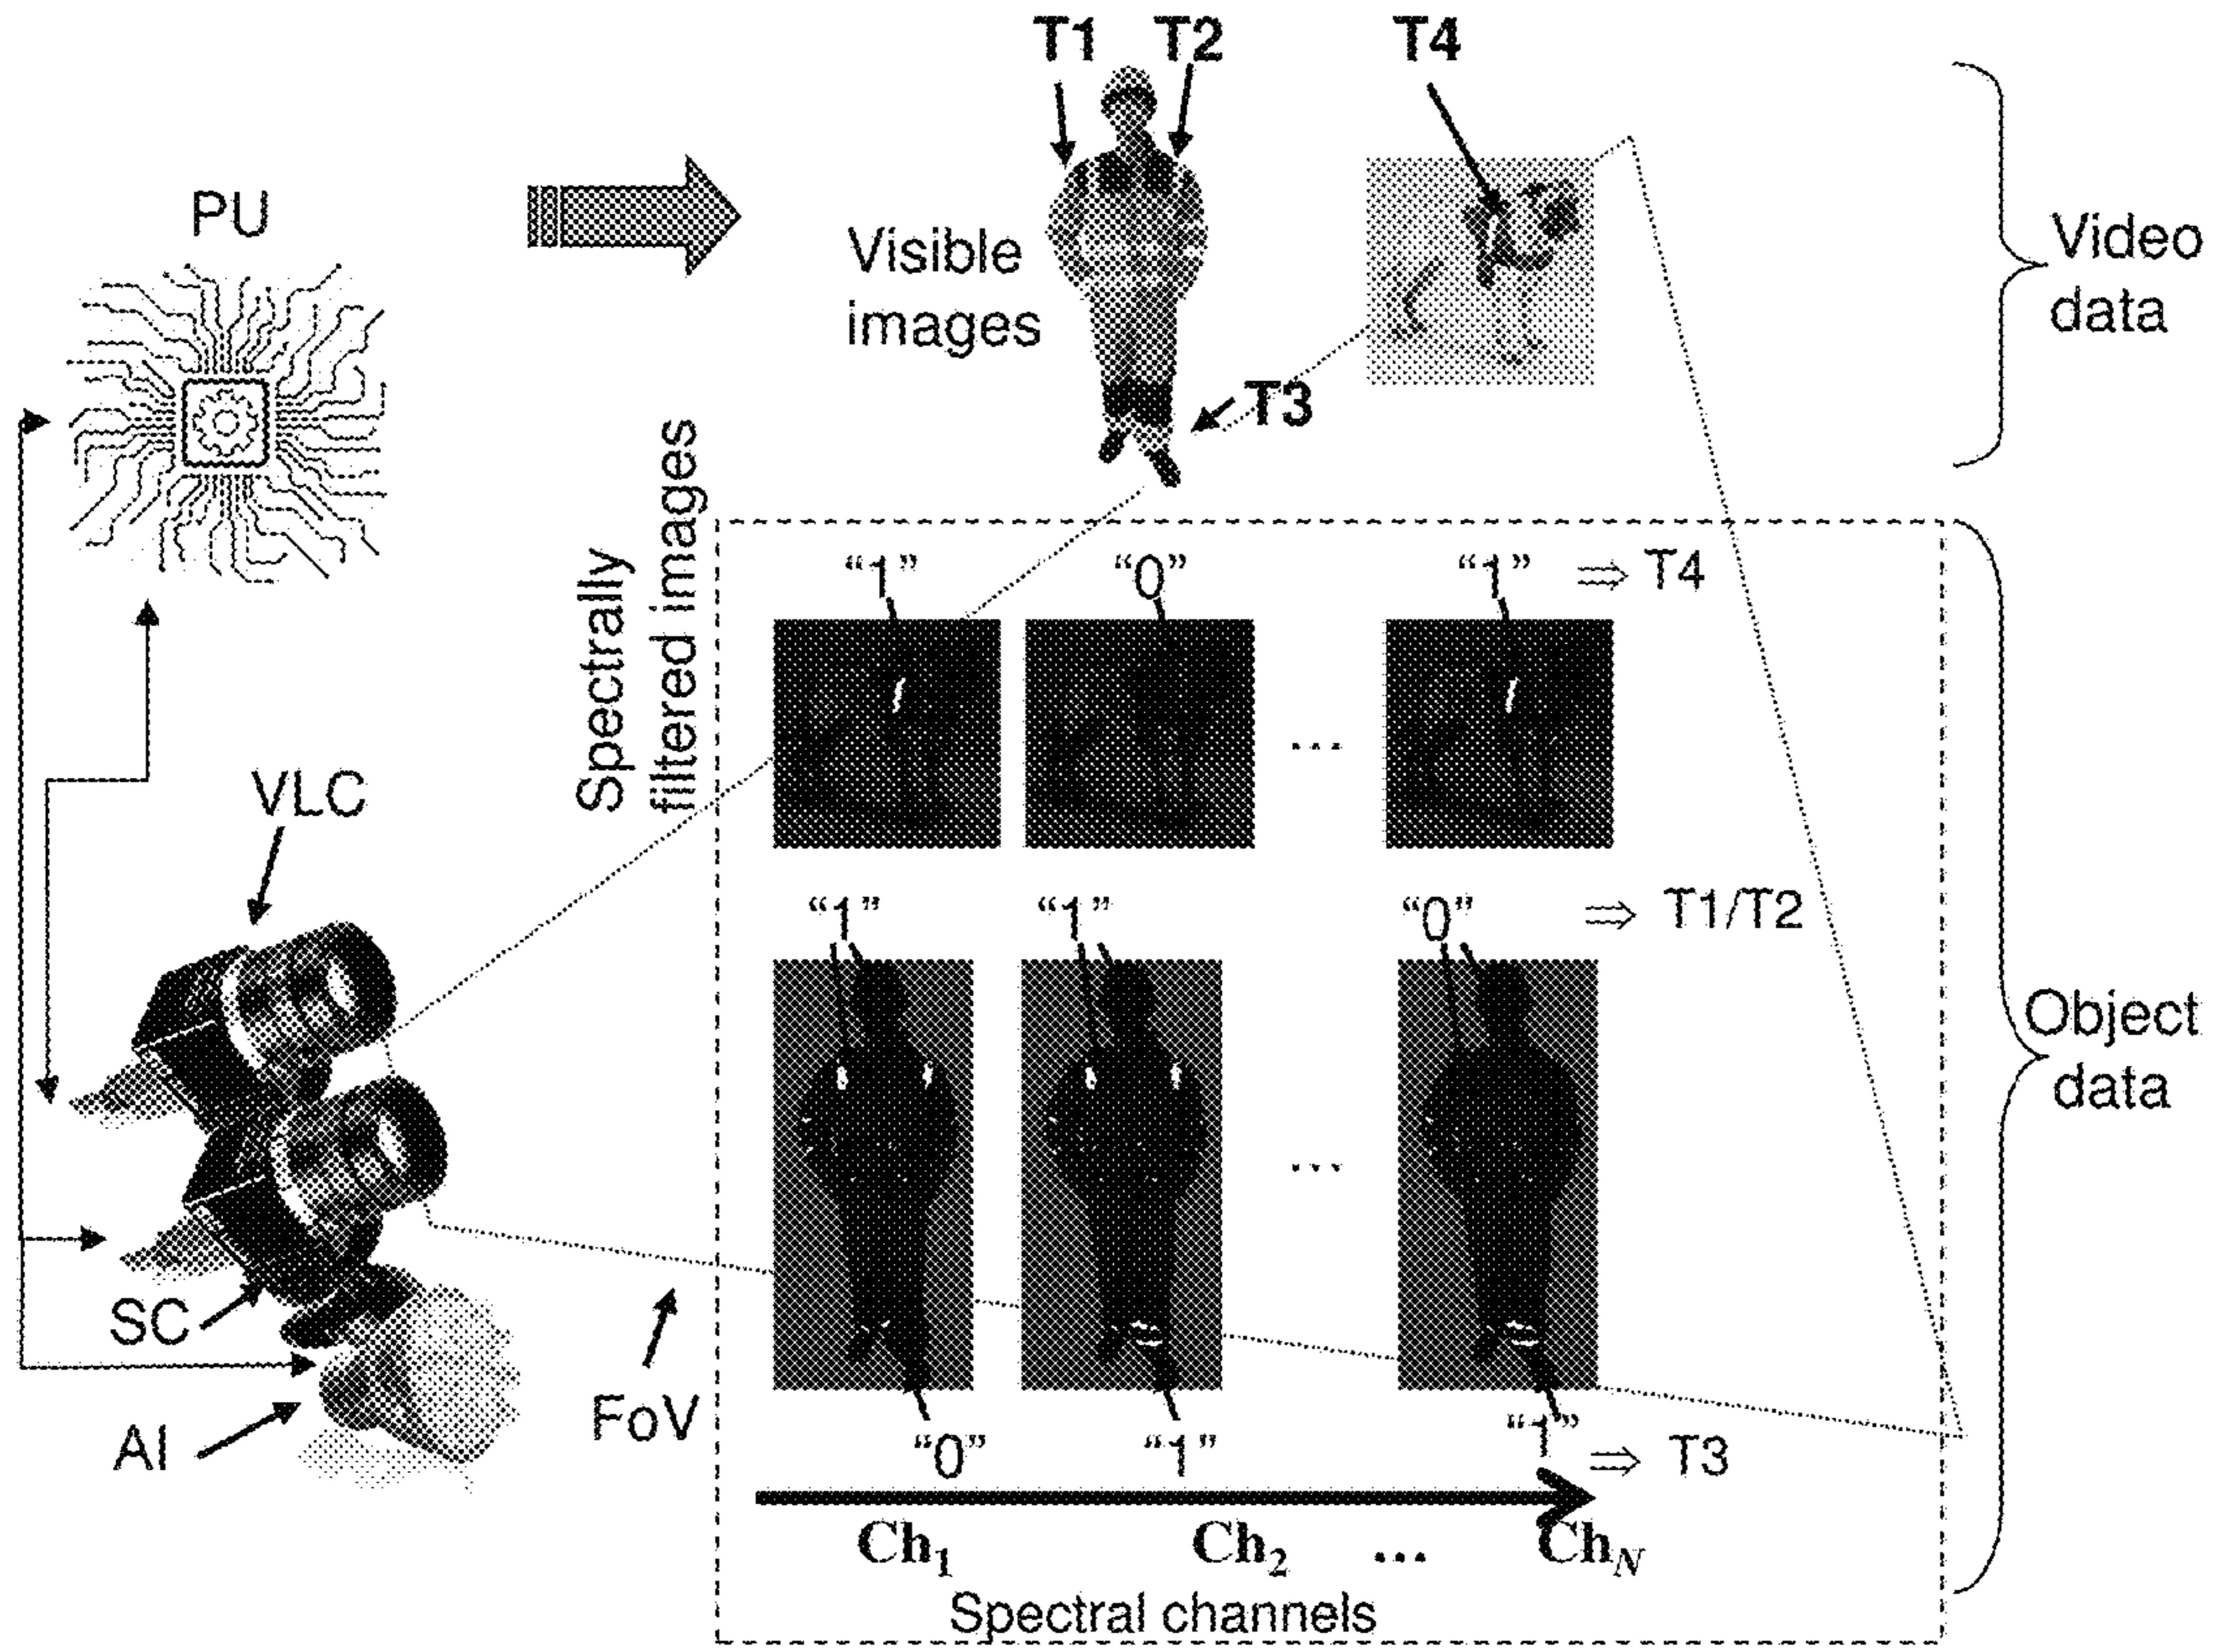 T1 T2 T4
PU
Visible
images
Video
data
T3
Spectrally
filtered images
“1” “0” “1” ⇒ T4
...
VLC
“1” “1” “0” ⇒ T1/T2
Object
data
...
SC
FoV
AI
“0” “1” “1” ⇒ T3
Ch1 Ch2 ... ChN
Spectral channels